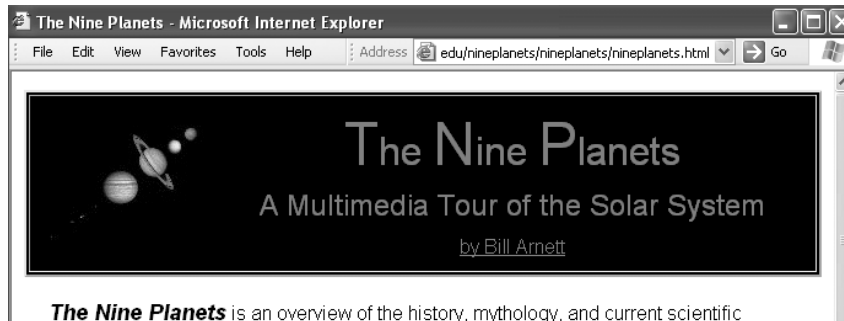 The Nine Planets - Microsoft Internet Explorer
File Edit View Favorites Tools Help Address edu/nineplanets/nineplanets/nineplanets.html Go
The Nine Planets
A Multimedia Tour of the Solar System
by Bill Arnett
The Nine Planets is an overview of the history, mythology, and current scientific